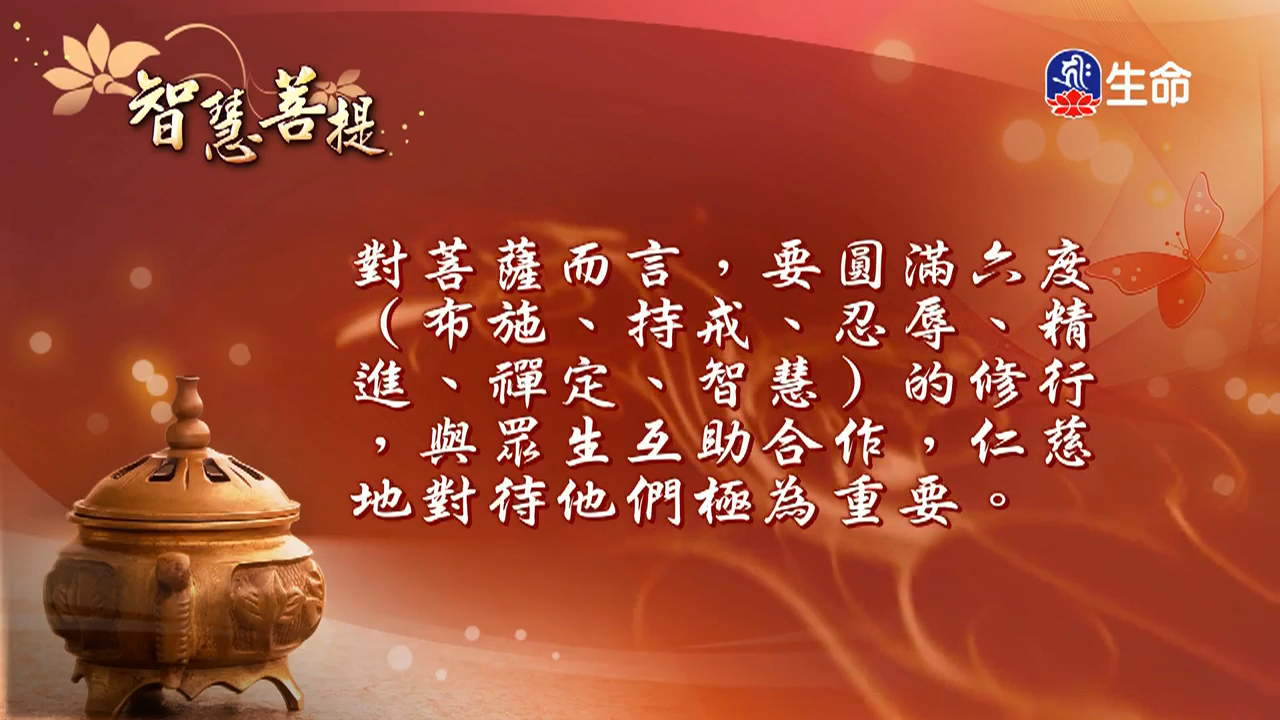 智慧菩提
生命
對菩薩而言，要圓滿六度
（布施、持戒、忍辱、精
進、禪定、智慧）的修行
，與眾生互助合作，仁慈
地對待他們極為重要。